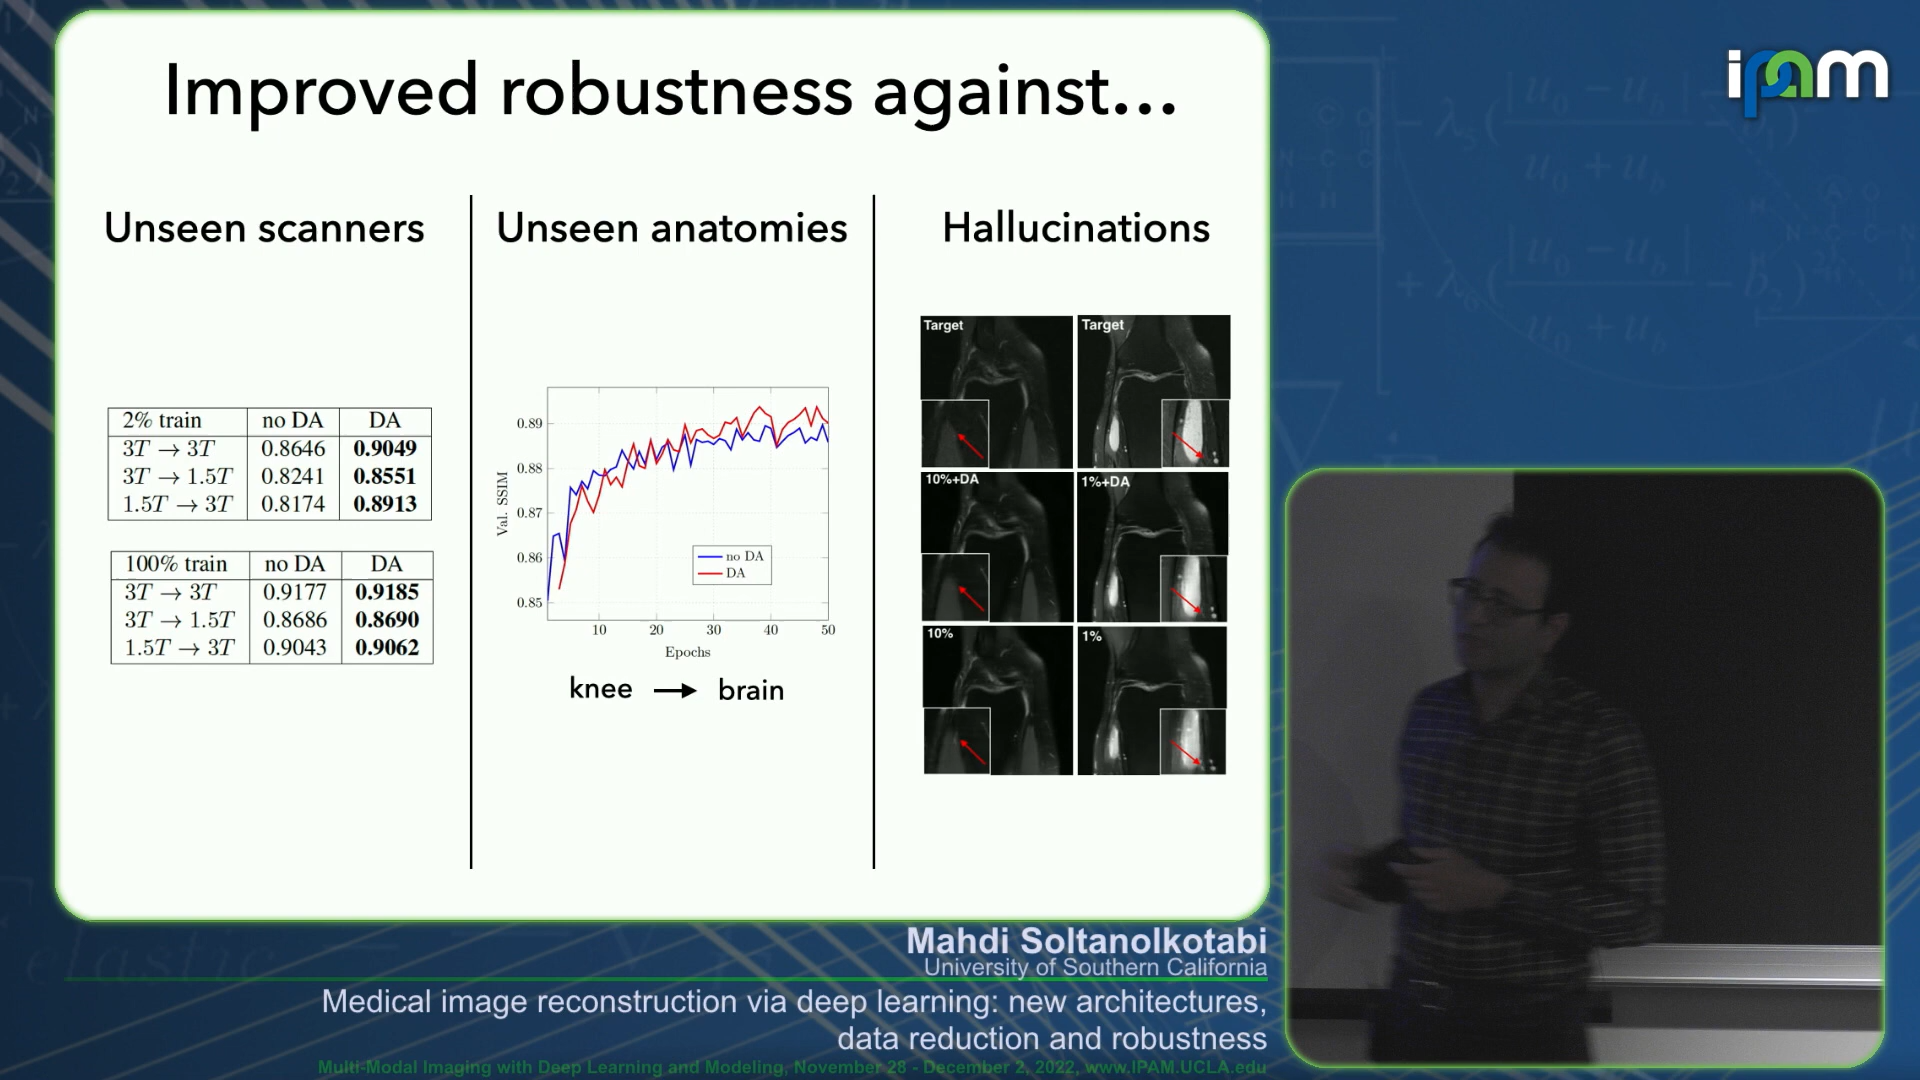 Improved robustness against...
Unseen scanners
2% train no DA DA
3T → 3T 0.8646 0.9049
3T → 1.5T 0.8241 0.8551
1.5T → 3T 0.8174 0.8913
100% train no DA DA
3T → 3T 0.9177 0.9185
3T → 1.5T 0.8686 0.8690
1.5T → 3T 0.9043 0.9062
Unseen anatomies
0.89
0.88
0.87
0.86
0.85
Val. SSIM
no DA
DA
10 20 30 40 50
Epochs
knee → brain
Hallucinations
Target Target
10%+DA 1%+DA
10% 1%
ipam
Mahdi Soltanolkotabi
University of Southern California
Medical image reconstruction via deep learning: new architectures,
data reduction and robustness
Multi-Modal Imaging with Deep Learning and Modeling, November 28 - December 2, 2022, www.IPAM.UCLA.edu
elastic